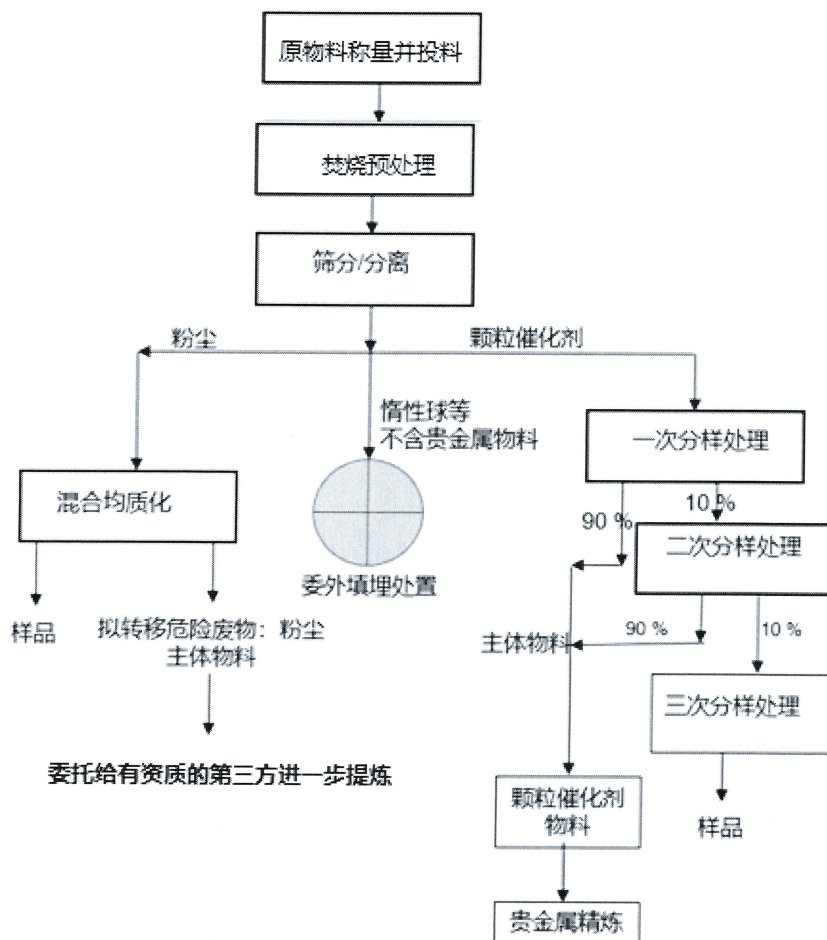 原物料称量并投料
焚烧预处理
筛分/分离
粉尘
颗粒催化剂
惰性球等
不含贵金属物料
一次分样处理
混合均质化
90 %
10 %
二次分样处理
委外填埋处置
样品
拟转移危险废物：粉尘
主体物料
主体物料
90 %
10 %
三次分样处理
委托给有资质的第三方进一步提炼
颗粒催化剂
物料
样品
贵金属精炼